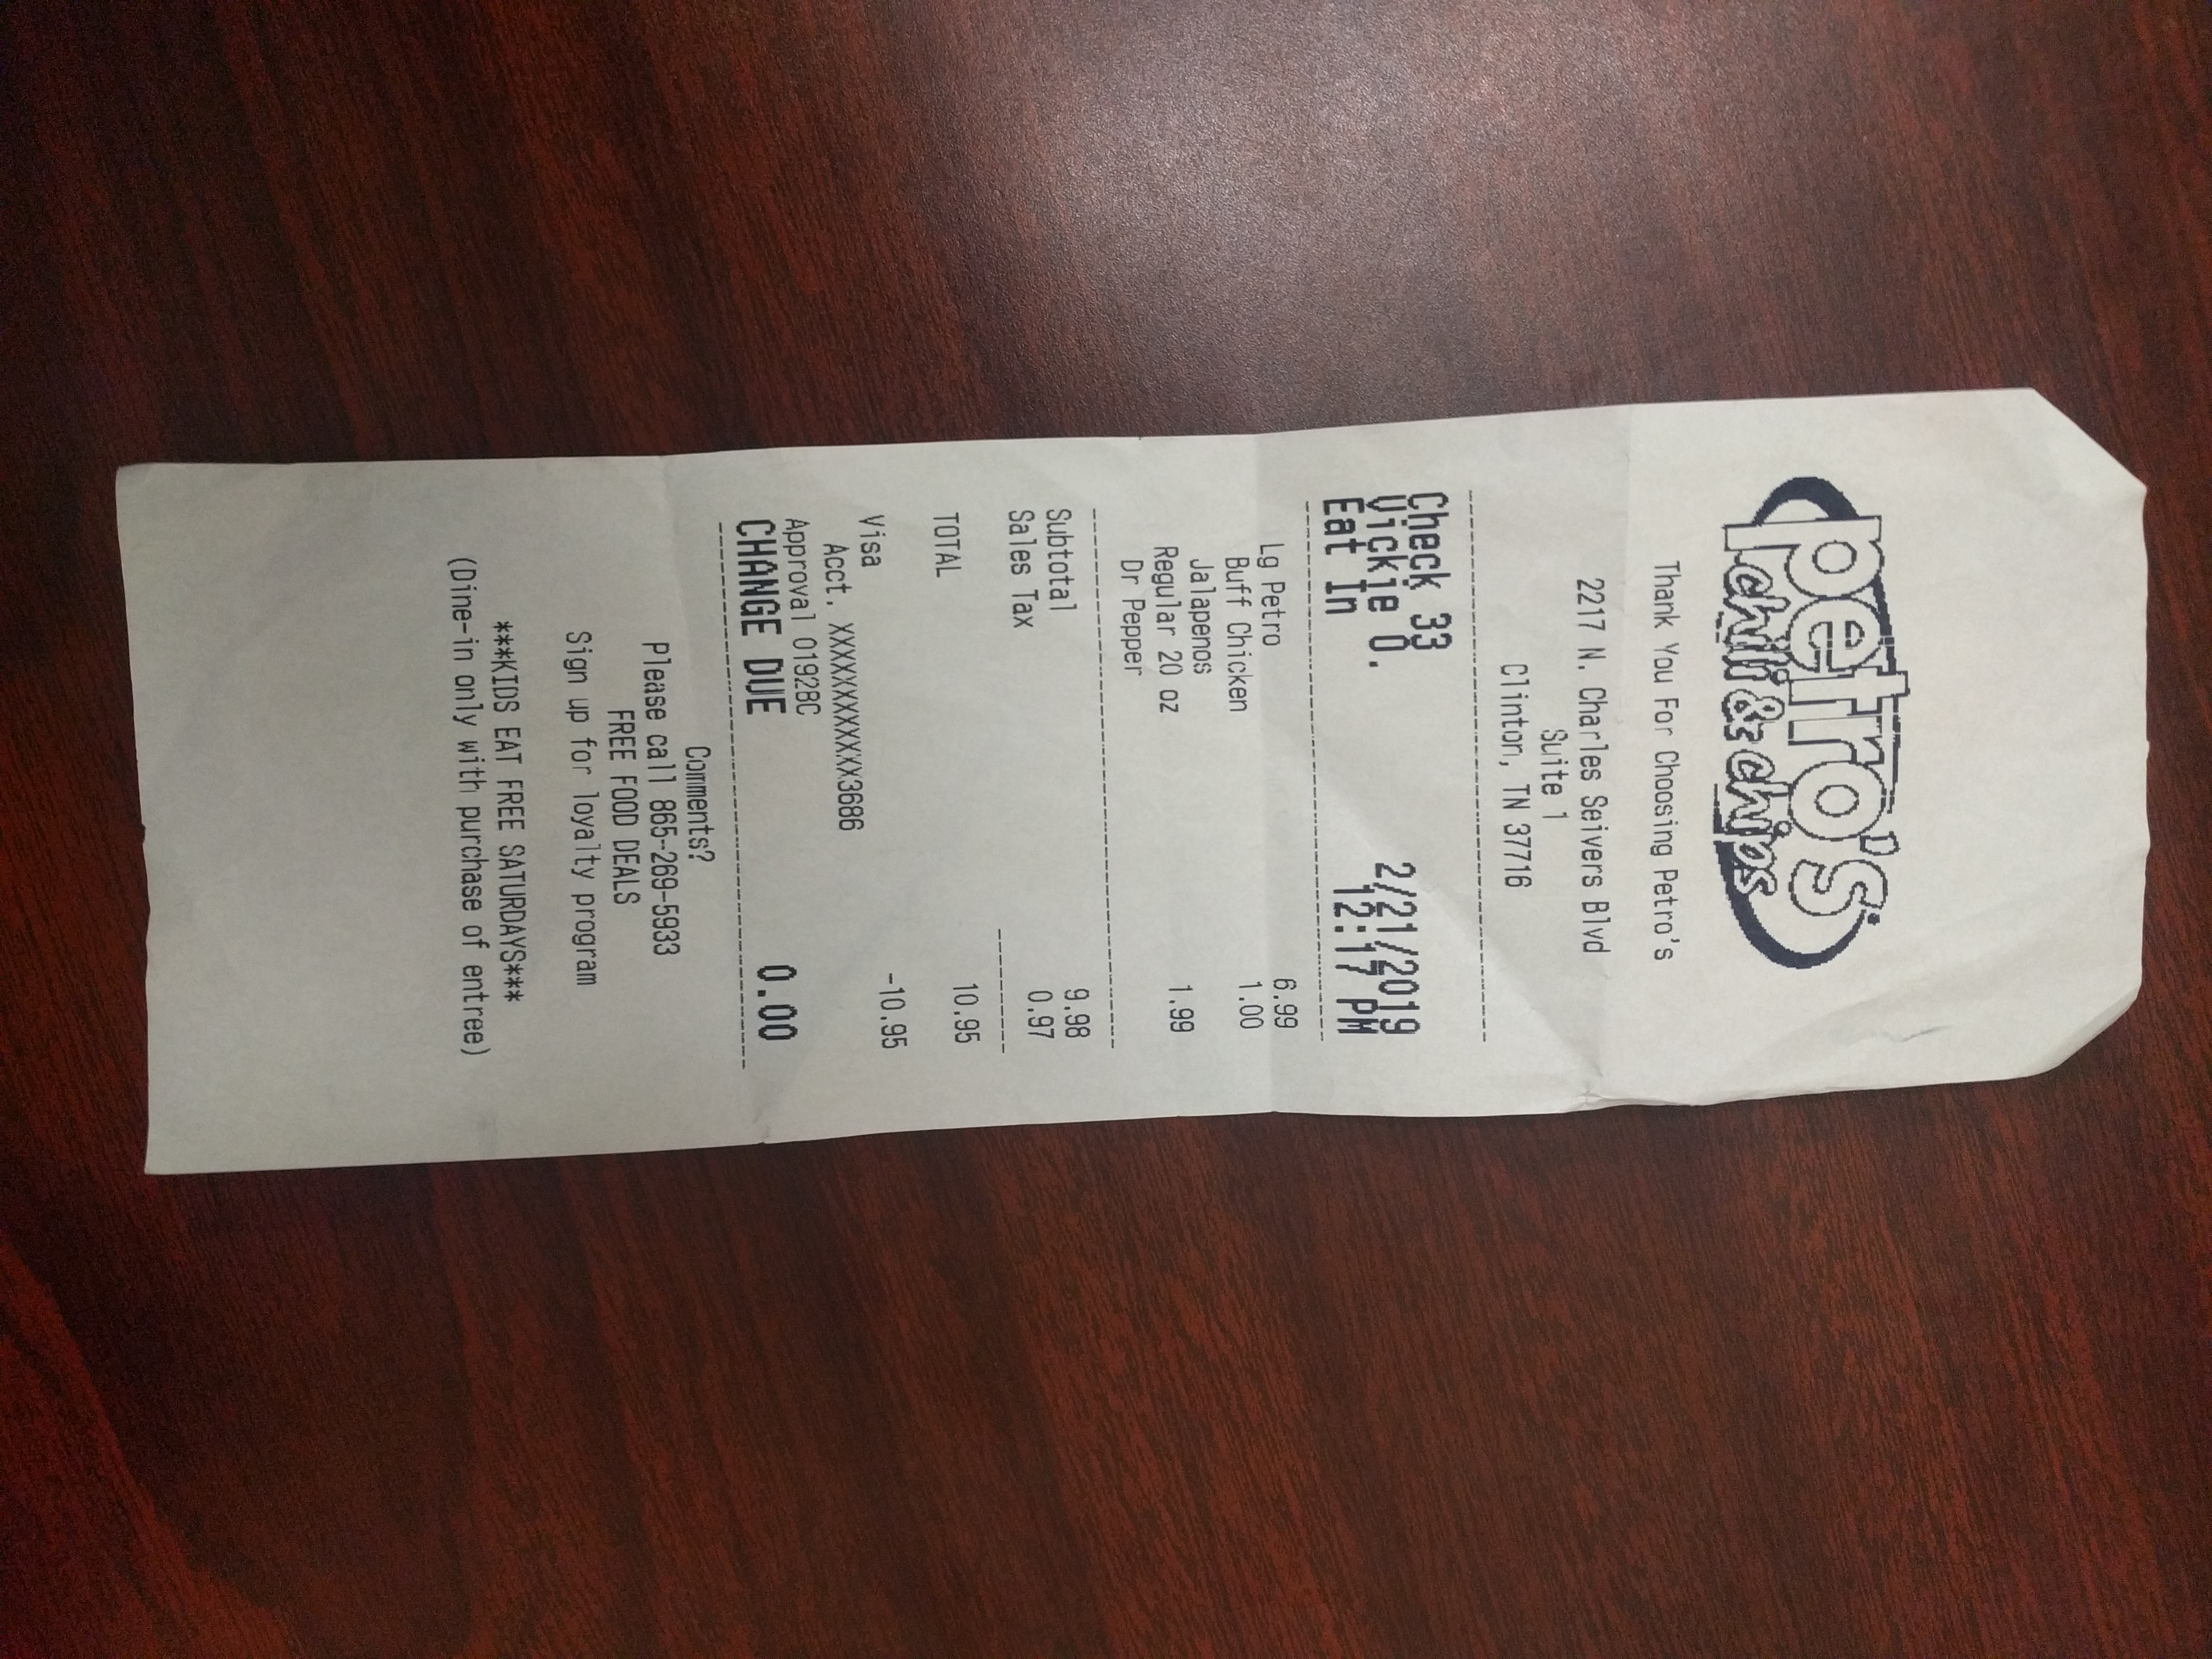 petro's
chili & chips
Thank You For Choosing Petro's
2217 N. Charles Seivers Blvd
Suite 1
Clinton, TN 37716
Check 33
Vickie O. 2/21/2019
Eat In 12:17 PM
Lg Petro 6.99
Buff Chicken 1.00
Jalapenos
Regular 20 oz 1.99
Dr Pepper
Subtotal 9.98
Sales Tax 0.97
TOTAL 10.95
Visa -10.95
Acct. XXXXXXXXXXXX3686
Approval 01928C
CHANGE DUE 0.00
Comments?
Please call 865-269-5933
FREE FOOD DEALS
Sign up for loyalty program
***KIDS EAT FREE SATURDAYS***
(Dine-in only with purchase of entree)